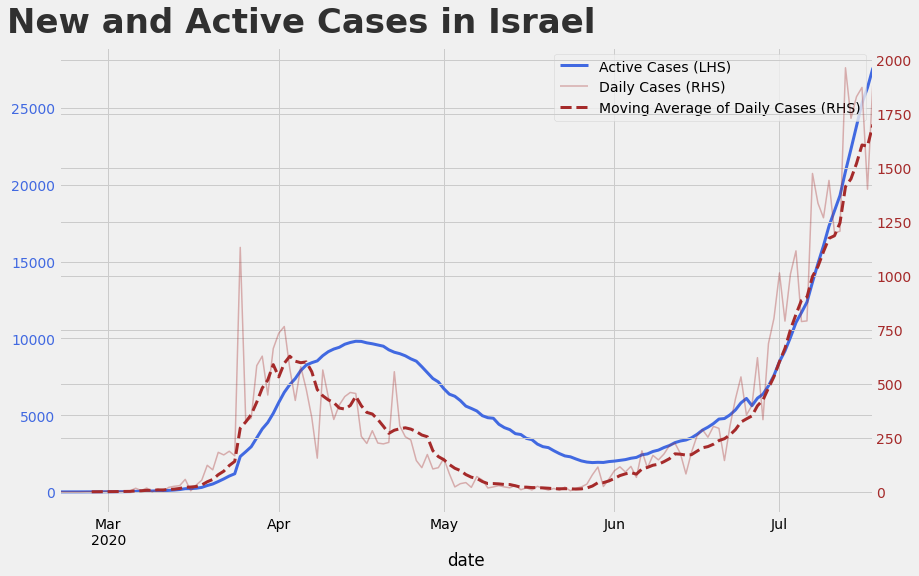 New and Active Cases in Israel
Active Cases (LHS)
Daily Cases (RHS)
Moving Average of Daily Cases (RHS)
25000
20000
15000
10000
5000
0
2000
1750
1500
1250
1000
750
500
250
0
Mar
2020
Apr
May
Jun
Jul
date